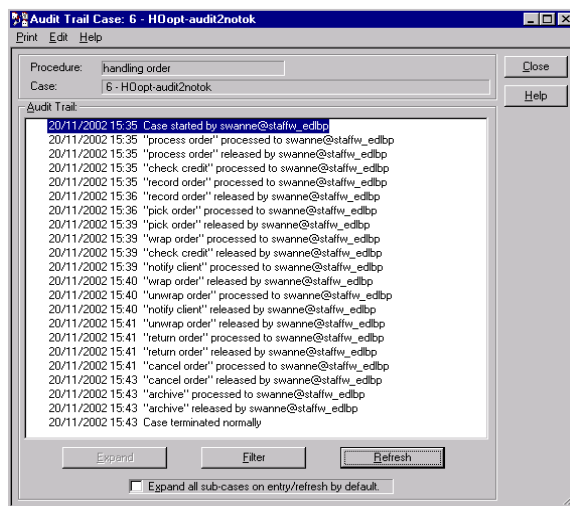 Audit Trail Case: 6 - HOopt-audit2notok
Print Edit Help
Procedure: handling order
Close
Case: 6 - HOopt-audit2notok
Help
Audit Trail:
20/11/2002 15:35 Case started by swanne@staffw_edlbp
20/11/2002 15:35 "process order" processed to swanne@staffw_edlbp
20/11/2002 15:35 "process order" released by swanne@staffw_edlbp
20/11/2002 15:35 "check credit" processed to swanne@staffw_edlbp
20/11/2002 15:35 "record order" processed to swanne@staffw_edlbp
20/11/2002 15:36 "record order" released by swanne@staffw_edlbp
20/11/2002 15:36 "pick order" processed to swanne@staffw_edlbp
20/11/2002 15:39 "pick order" released by swanne@staffw_edlbp
20/11/2002 15:39 "wrap order" processed to swanne@staffw_edlbp
20/11/2002 15:39 "check credit" released by swanne@staffw_edlbp
20/11/2002 15:39 "notify client" processed to swanne@staffw_edlbp
20/11/2002 15:40 "wrap order" released by swanne@staffw_edlbp
20/11/2002 15:40 "unwrap order" processed to swanne@staffw_edlbp
20/11/2002 15:40 "notify client" released by swanne@staffw_edlbp
20/11/2002 15:41 "unwrap order" released by swanne@staffw_edlbp
20/11/2002 15:41 "return order" processed to swanne@staffw_edlbp
20/11/2002 15:41 "return order" released by swanne@staffw_edlbp
20/11/2002 15:41 "cancel order" processed to swanne@staffw_edlbp
20/11/2002 15:43 "cancel order" released by swanne@staffw_edlbp
20/11/2002 15:43 "archive" processed to swanne@staffw_edlbp
20/11/2002 15:43 "archive" released by swanne@staffw_edlbp
20/11/2002 15:43 Case terminated normally
Expand Filter Refresh
Expand all sub-cases on entry/refresh by default.